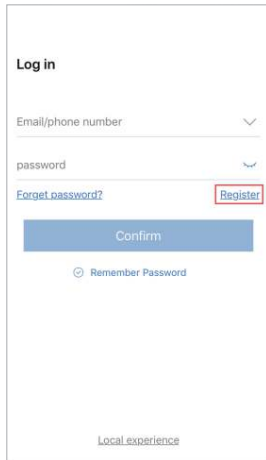 Log in
Email/phone number
password
Forget password? Register
Confirm
Remember Password
Local experience